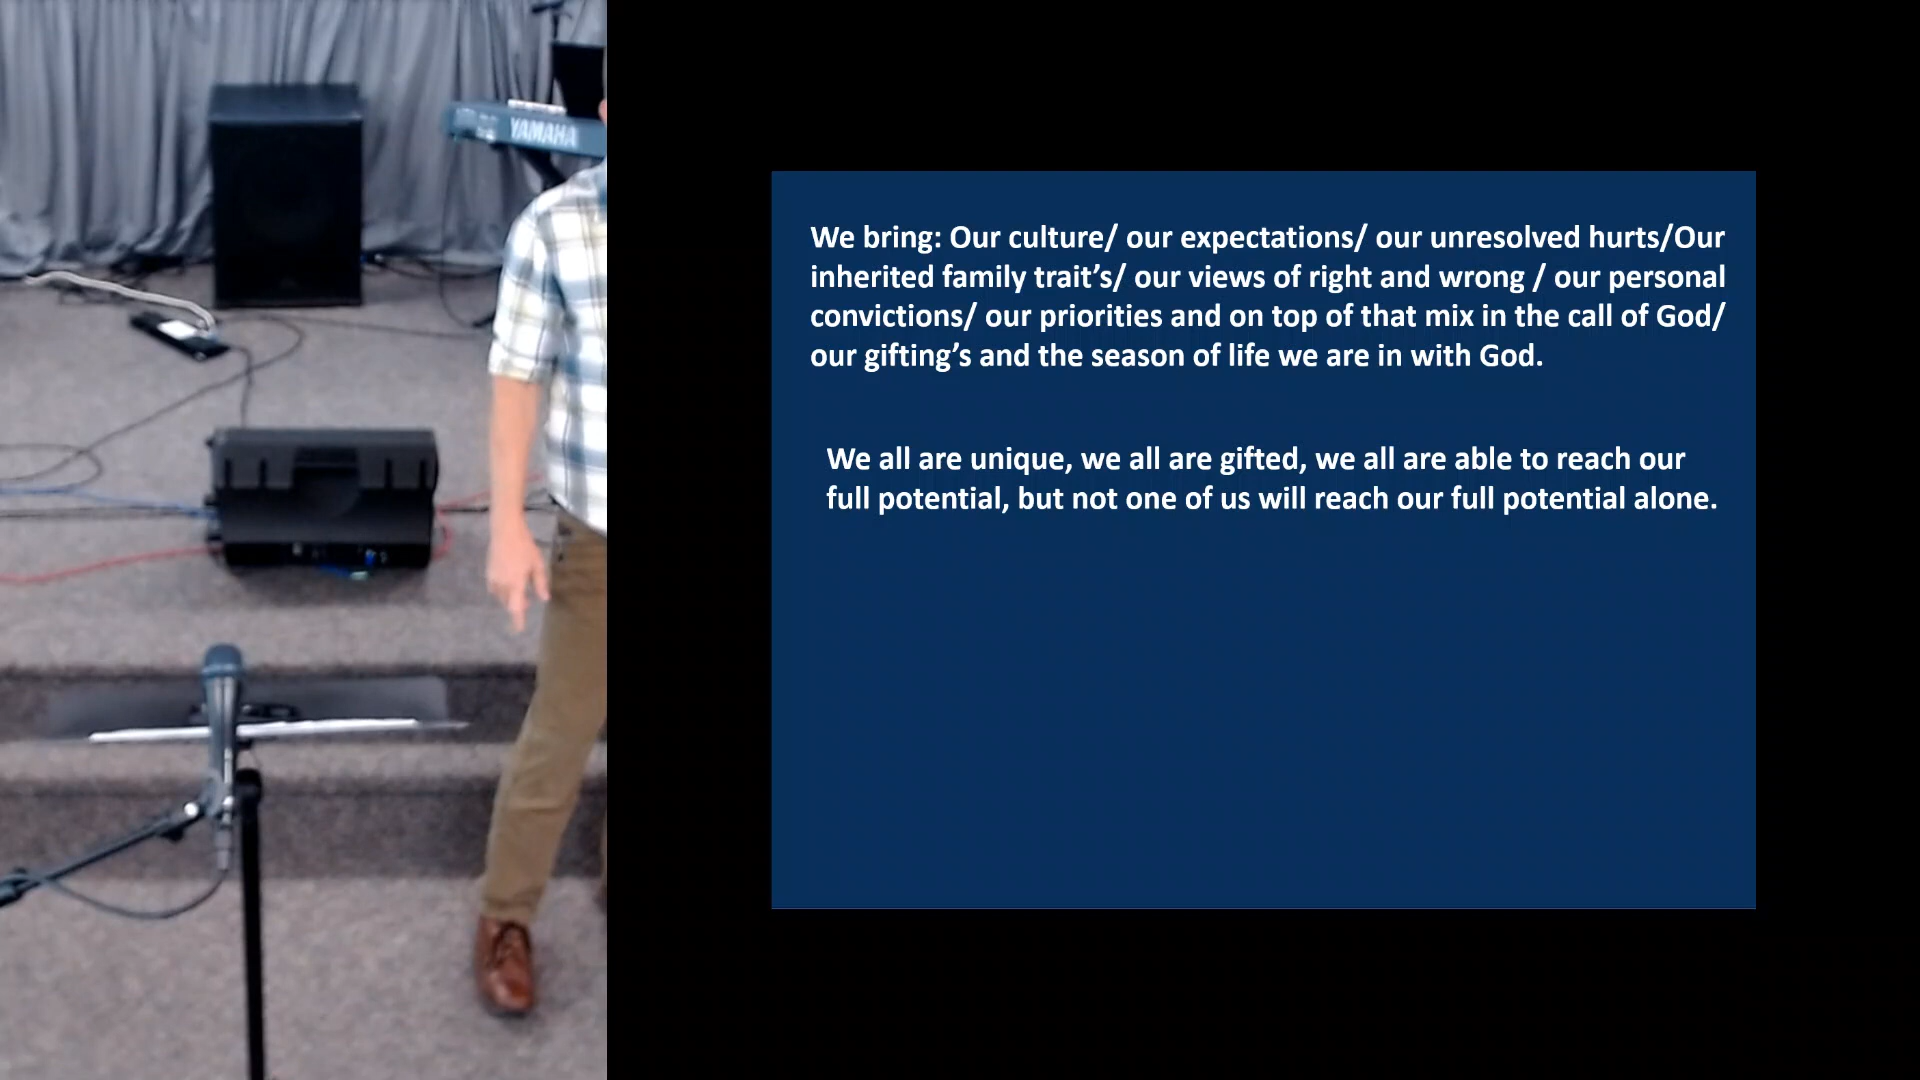 YAMAHA
We bring: Our culture/ our expectations/ our unresolved hurts/Our
inherited family trait’s/ our views of right and wrong / our personal
convictions/ our priorities and on top of that mix in the call of God/
our gifting’s and the season of life we are in with God.
We all are unique, we all are gifted, we all are able to reach our
full potential, but not one of us will reach our full potential alone.